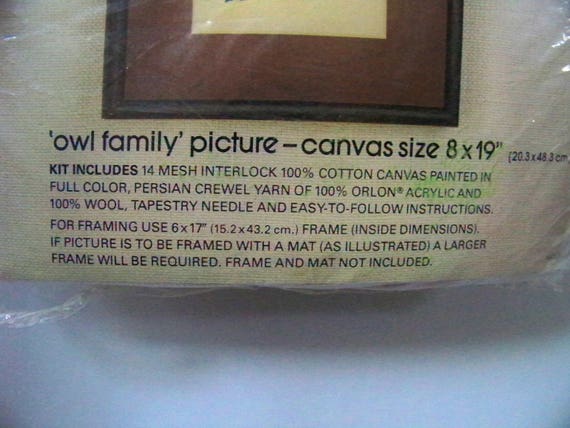 'owl family' picture – canvas size 8 x 19" [20.3 x 48.3 cm.
KIT INCLUDES 14 MESH INTERLOCK 100% COTTON CANVAS PAINTED IN
FULL COLOR, PERSIAN CREWEL YARN OF 100% ORLON® ACRYLIC AND
100% WOOL, TAPESTRY NEEDLE AND EASY-TO-FOLLOW INSTRUCTIONS.
FOR FRAMING USE 6 x 17" (15.2 x 43.2 cm.) FRAME (INSIDE DIMENSIONS).
IF PICTURE IS TO BE FRAMED WITH A MAT (AS ILLUSTRATED) A LARGER
FRAME WILL BE REQUIRED. FRAME AND MAT NOT INCLUDED.